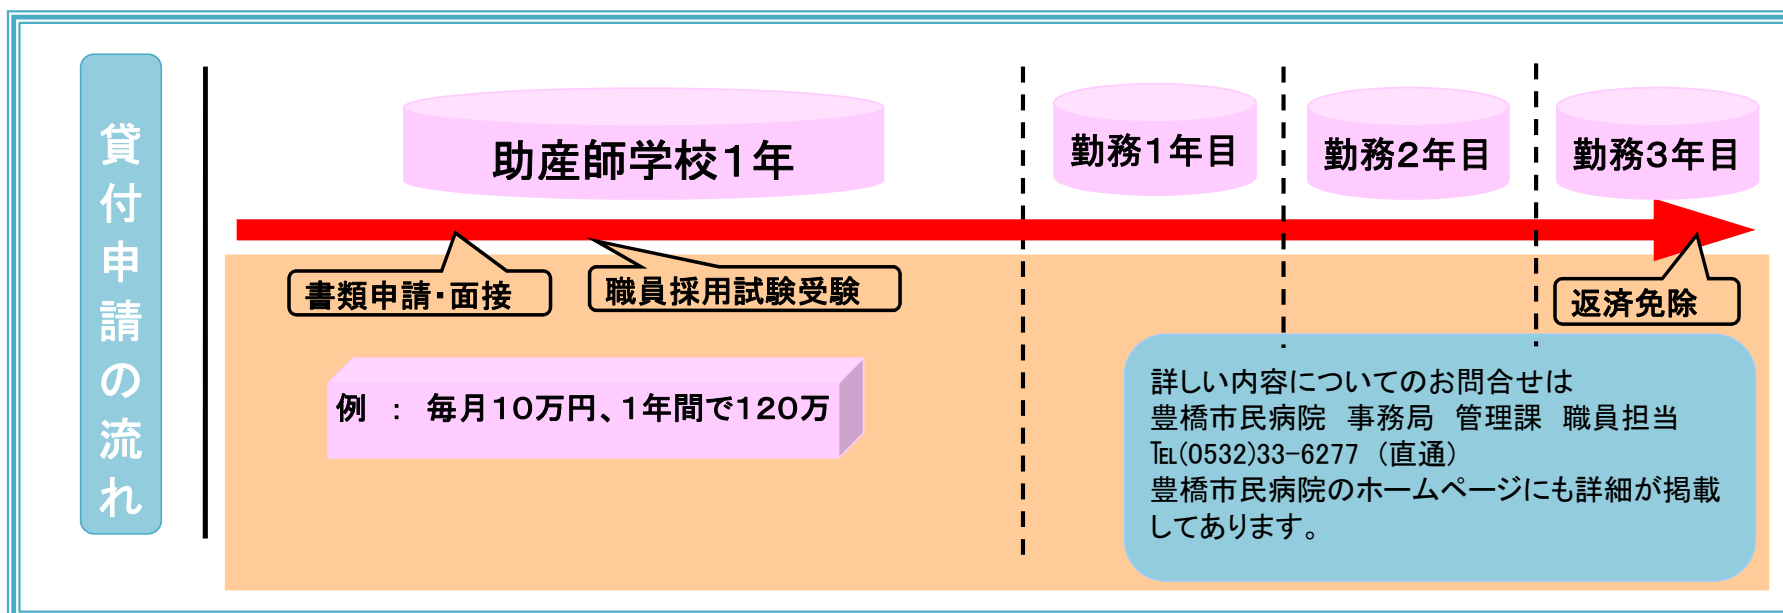 貸付申請の流れ
助産師学校1年
勤務1年目
勤務2年目
勤務3年目
書類申請・面接
職員採用試験受験
返済免除
例 : 毎月10万円、1年間で120万
詳しい内容についてのお問合せは
豊橋市民病院 事務局 管理課 職員担当
℡(0532)33-6277 (直通)
豊橋市民病院のホームページにも詳細が掲載
してあります。